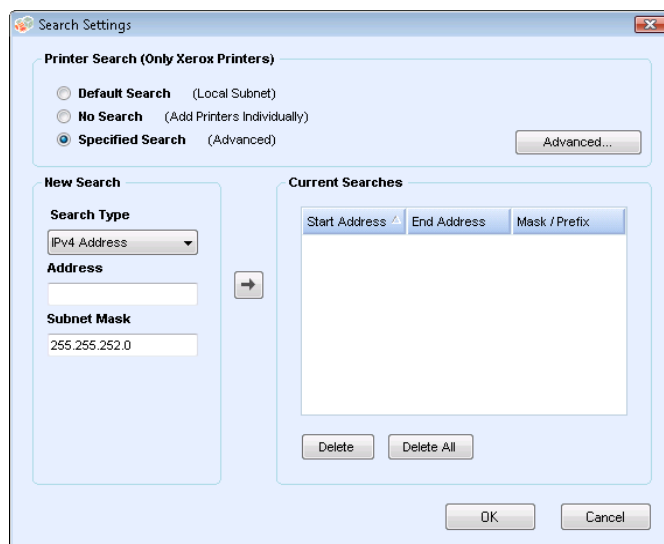 Search Settings
Printer Search (Only Xerox Printers)
Default Search (Local Subnet)
No Search (Add Printers Individually)
Specified Search (Advanced)
Advanced...
New Search
Search Type
IPv4 Address
Address
Subnet Mask
255.255.252.0
Current Searches
Start Address End Address Mask / Prefix
Delete Delete All
OK Cancel